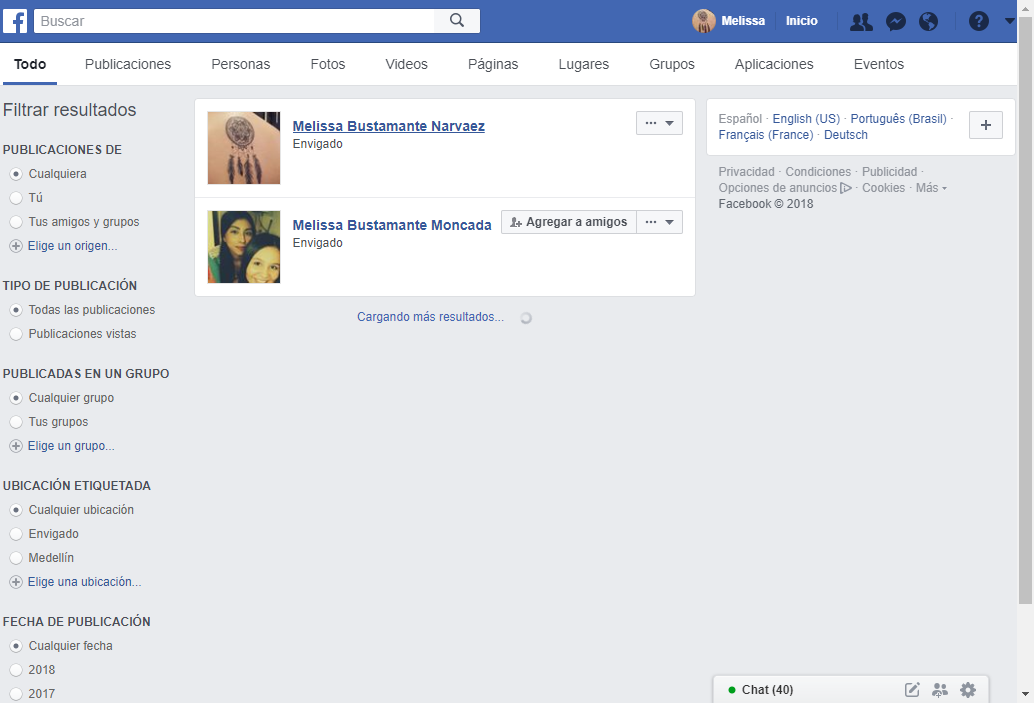 f Buscar Melissa Inicio ?
Todo Publicaciones Personas Fotos Videos Páginas Lugares Grupos Aplicaciones Eventos
Filtrar resultados
PUBLICACIONES DE
Cualquiera
Tú
Tus amigos y grupos
Elige un origen...
TIPO DE PUBLICACIÓN
Todas las publicaciones
Publicaciones vistas
PUBLICADAS EN UN GRUPO
Cualquier grupo
Tus grupos
Elige un grupo...
UBICACIÓN ETIQUETADA
Cualquier ubicación
Envigado
Medellín
Elige una ubicación...
FECHA DE PUBLICACIÓN
Cualquier fecha
2018
2017
Melissa Bustamante Narvaez
Envigado
Melissa Bustamante Moncada Agregar a amigos
Envigado
Cargando más resultados...
Español · English (US) · Português (Brasil) ·
Français (France) · Deutsch
Privacidad · Condiciones · Publicidad ·
Opciones de anuncios · Cookies · Más
Facebook © 2018
Chat (40)